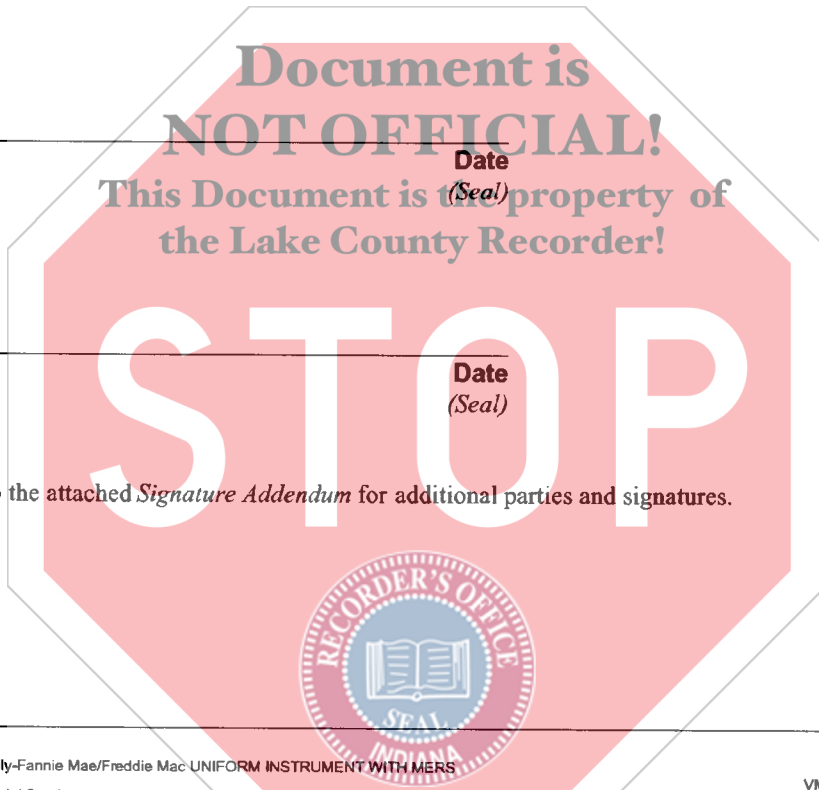 Document is
NOT OFFICIAL!
Date
This Document is the property of
(Seal)
the Lake County Recorder!
STOP
Date
(Seal)
the attached Signature Addendum for additional parties and signatures.
RECORDER'S OFFICE
SEAL
INDIANA
ly-Fannie Mae/Freddie Mac UNIFORM INSTRUMENT WITH MERS
VM